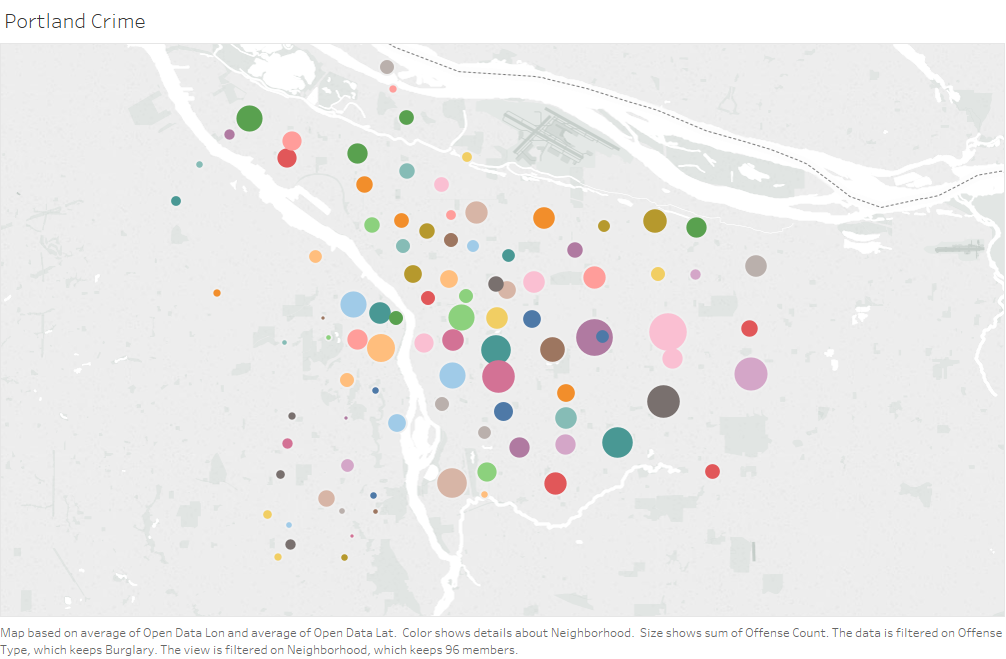 Portland Crime
Map based on average of Open Data Lon and average of Open Data Lat.  Color shows details about Neighborhood.  Size shows sum of Offense Count. The data is filtered on Offense
Type, which keeps Burglary. The view is filtered on Neighborhood, which keeps 96 members.